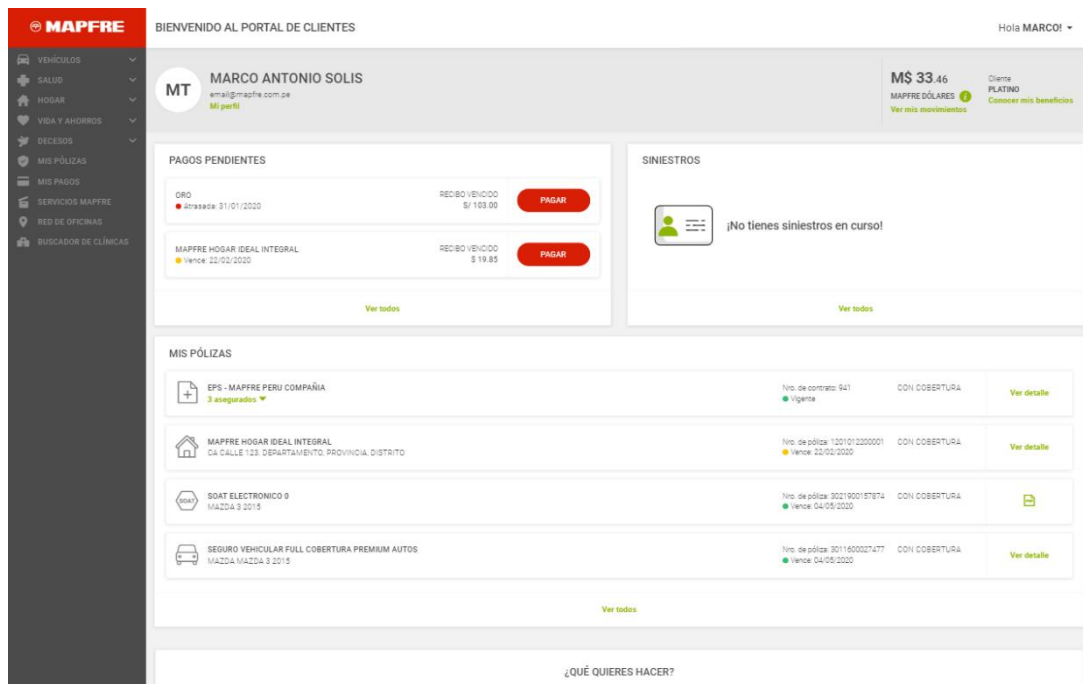 MAPFRE
BIENVENIDO AL PORTAL DE CLIENTES
Hola MARCO!
VEHÍCULOS
SALUD
HOGAR
VIDA Y AHORROS
DECESOS
MIS PÓLIZAS
MIS PAGOS
SERVICIOS MAPFRE
RED DE OFICINAS
BUSCADOR DE CLÍNICAS
MT
MARCO ANTONIO SOLIS
email@mapfre.com.pe
Mi perfil
M$ 33.46
MAPFRE DÓLARES i
Ver mis movimientos
Cliente
PLATINO
Conocer mis beneficios
PAGOS PENDIENTES
ORO
Atrasada: 31/01/2020
RECIBO VENCIDO
S/ 103.00
PAGAR
MAPFRE HOGAR IDEAL INTEGRAL
Vence: 22/02/2020
RECIBO VENCIDO
$ 19.85
PAGAR
Ver todos
SINIESTROS
¡No tienes siniestros en curso!
Ver todos
MIS PÓLIZAS
EPS - MAPFRE PERU COMPAÑIA
3 asegurados
Nro. de contrato: 941
Vigente
CON COBERTURA
Ver detalle
MAPFRE HOGAR IDEAL INTEGRAL
CA CALLE 123, DEPARTAMENTO, PROVINCIA, DISTRITO
Nro. de póliza: 1201012200001
Vence: 22/02/2020
CON COBERTURA
Ver detalle
SOAT
SOAT ELECTRONICO 0
MAZDA 3 2015
Nro. de póliza: 3021900157874
Vence: 04/05/2020
CON COBERTURA
SEGURO VEHICULAR FULL COBERTURA PREMIUM AUTOS
MAZDA MAZDA 3 2015
Nro. de póliza: 3011600027477
Vence: 04/05/2020
CON COBERTURA
Ver detalle
Ver todos
¿QUÉ QUIERES HACER?